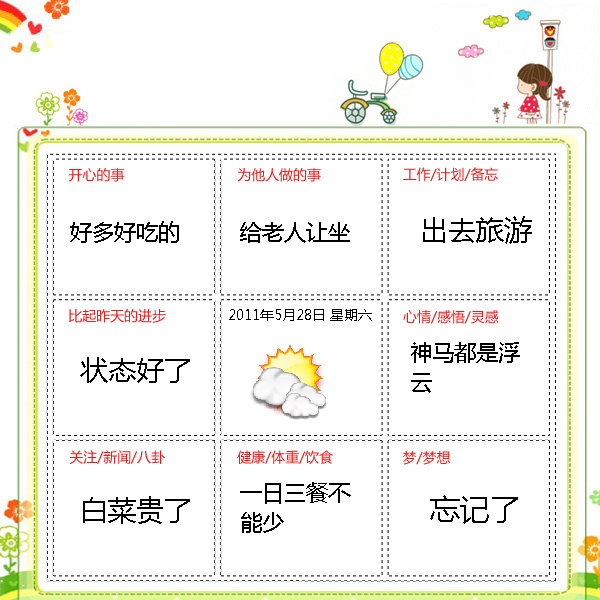 开心的事
好多好吃的
为他人做的事
给老人让坐
工作/计划/备忘
出去旅游
比起昨天的进步
状态好了
2011年5月28日 星期六
心情/感悟/灵感
神马都是浮
云
关注/新闻/八卦
白菜贵了
健康/体重/饮食
一日三餐不
能少
梦/梦想
忘记了